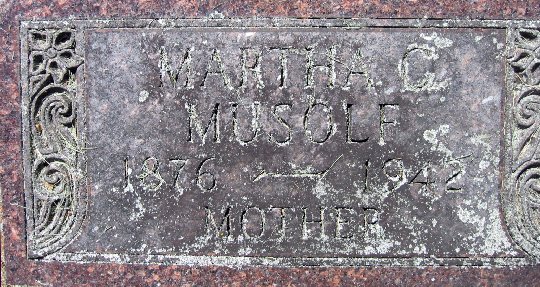 MARTHA C.
MUSOLF
1876 — 1942
MOTHER